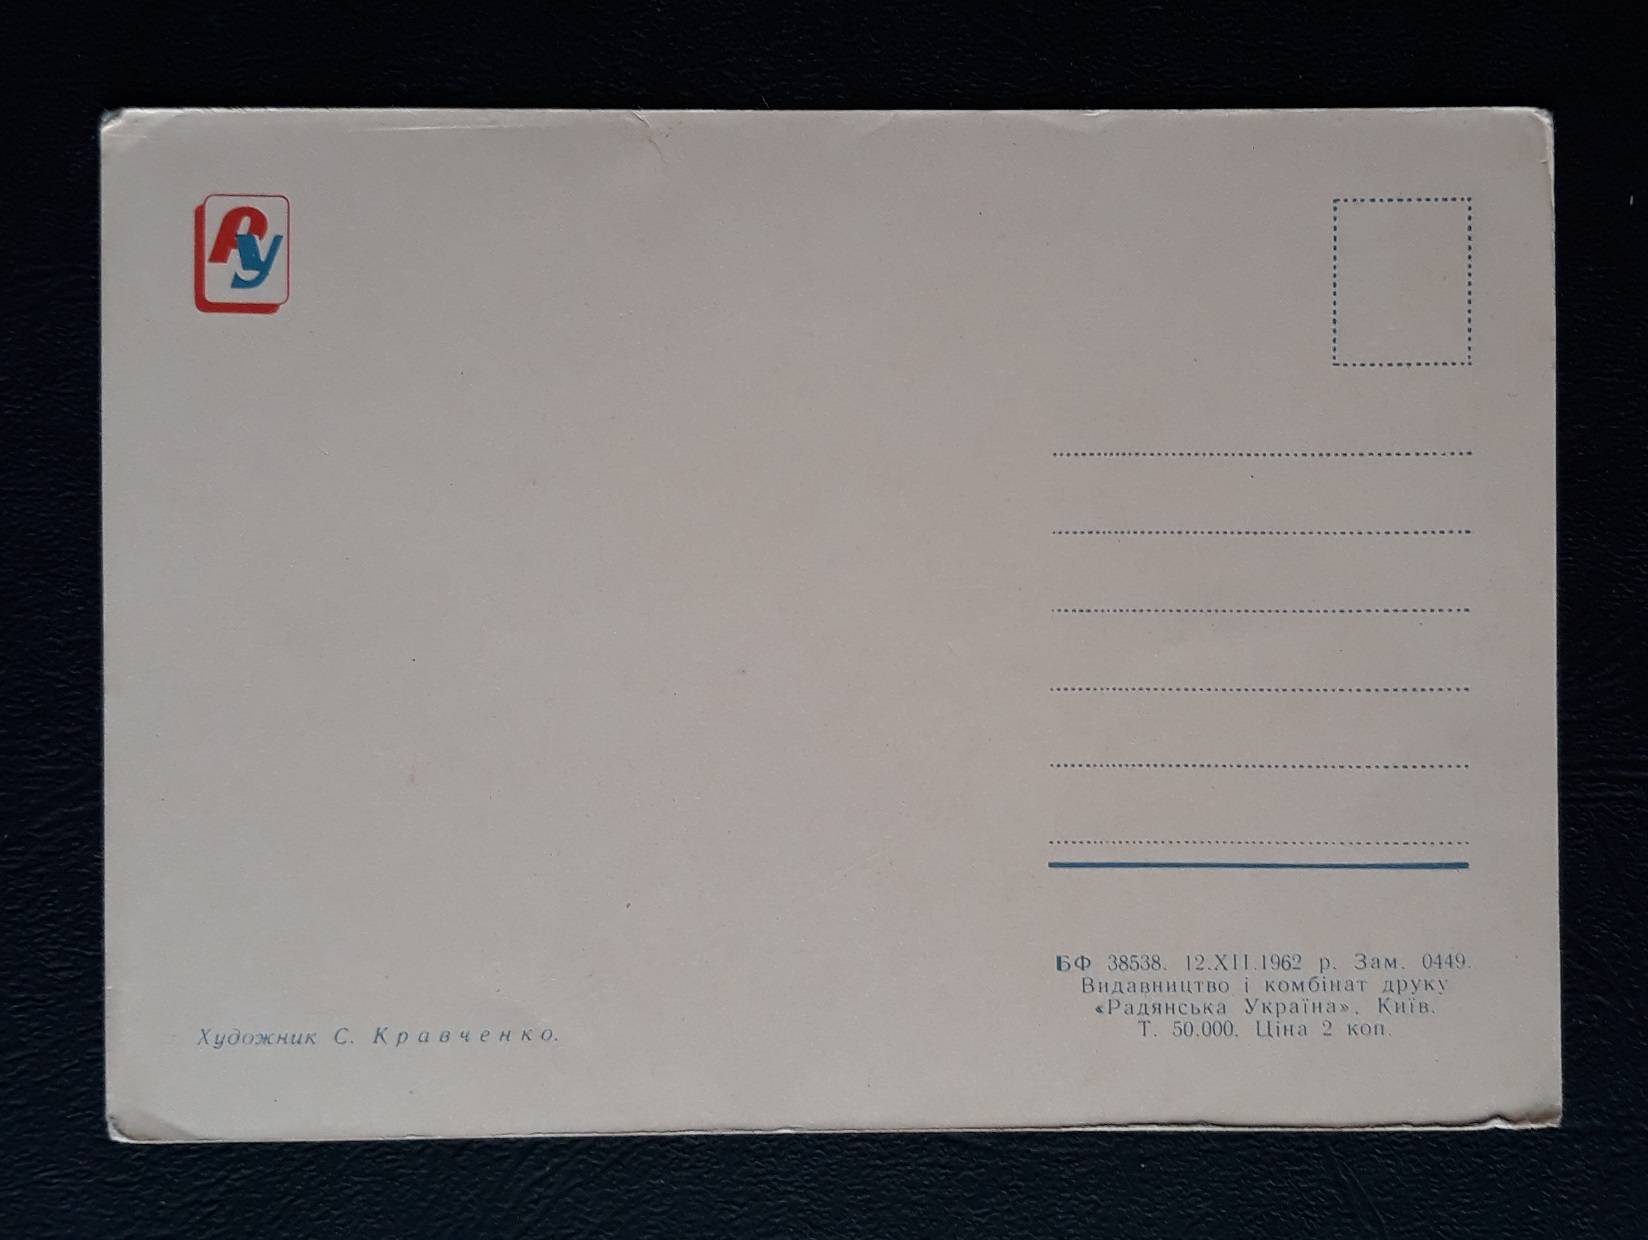 РУ
БФ 38538. 12.XII.1962 р. Зам. 0449.
Видавництво і комбінат друку
«Радянська Україна», Київ.
Т. 50.000. Ціна 2 коп.
Художник С. Кравченко.